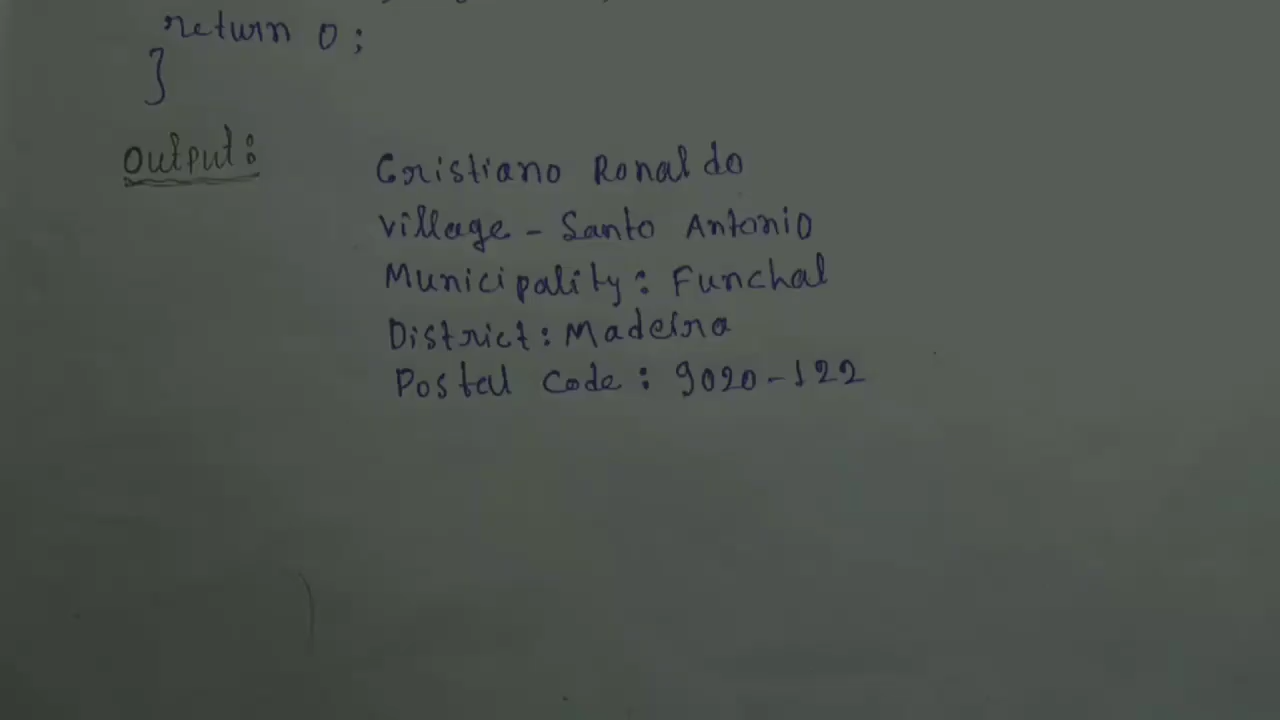 return 0;
}
Output:
Cristiano Ronaldo
Village - Santo Antonio
Municipality: Funchal
District: Madeira
Postal Code: 9020-122